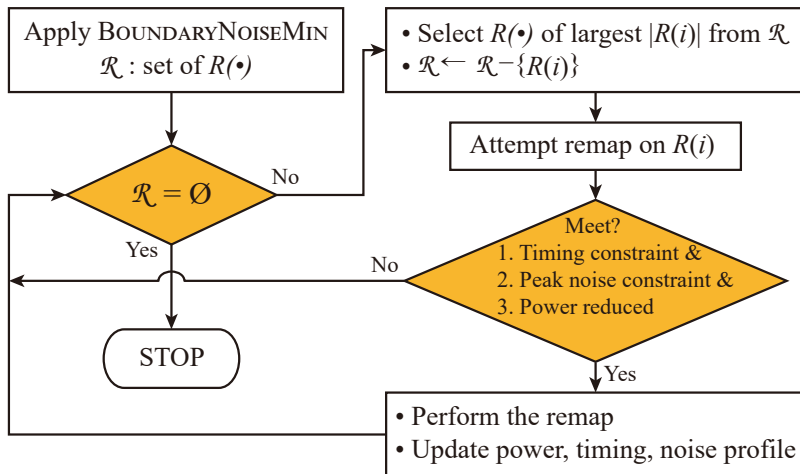 Apply BOUNDARYNOISEMIN
ℛ : set of R(•)
ℛ = Ø
No
Yes
STOP
• Select R(•) of largest |R(i)| from ℛ
• ℛ ← ℛ −{R(i)}
Attempt remap on R(i)
Meet?
1. Timing constraint &
2. Peak noise constraint &
3. Power reduced
No
Yes
• Perform the remap
• Update power, timing, noise profile